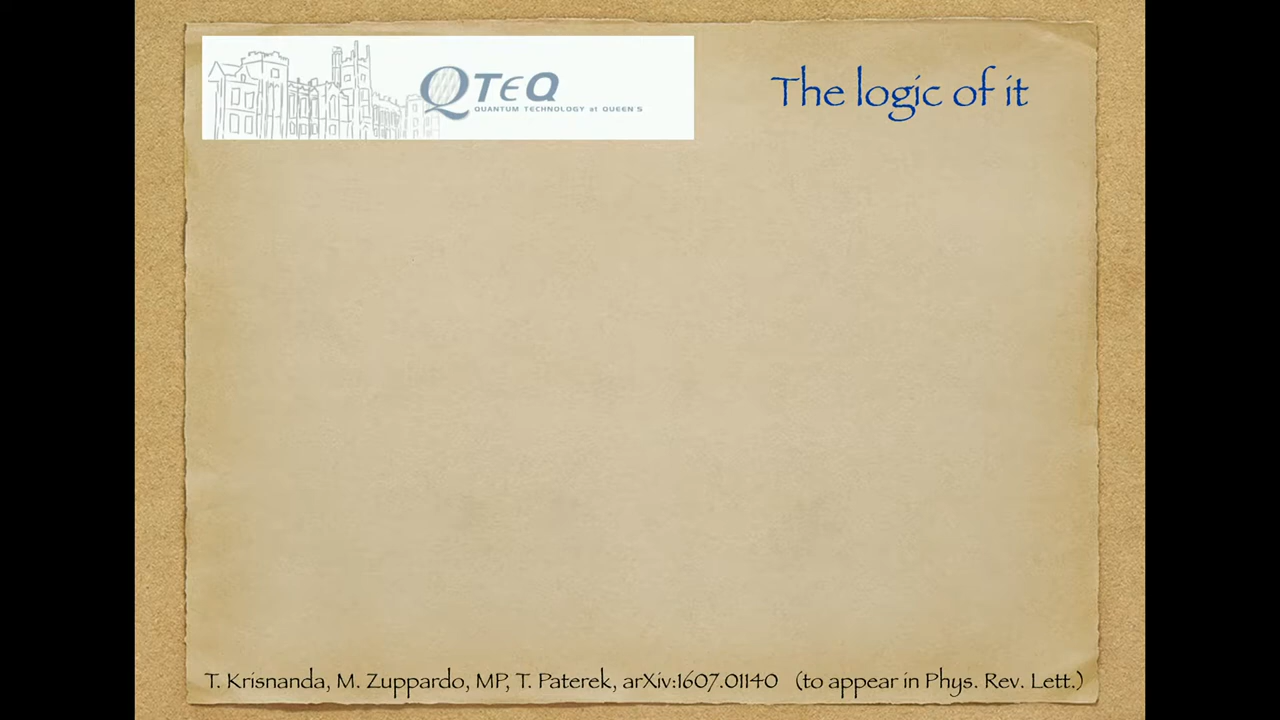 QTEQ
QUANTUM TECHNOLOGY at QUEEN'S
The logic of it
T. Krisnanda, M. Zuppardo, MP, T. Paterek, arXiv:1607.01140 (to appear in Phys. Rev. Lett.)